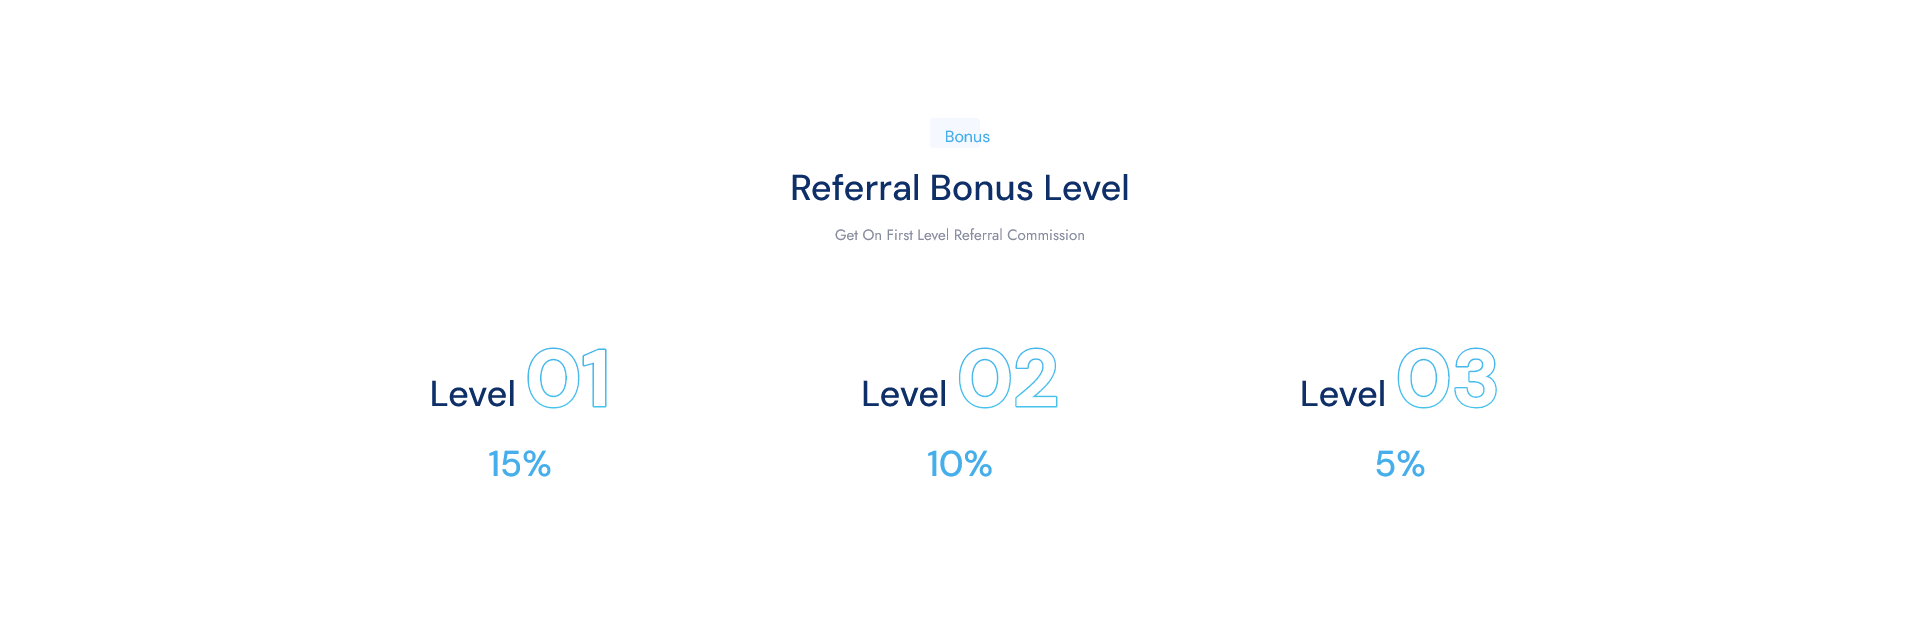 Bonus
Referral Bonus Level
Get On First Level Referral Commission
Level 01
15%
Level 02
10%
Level 03
5%